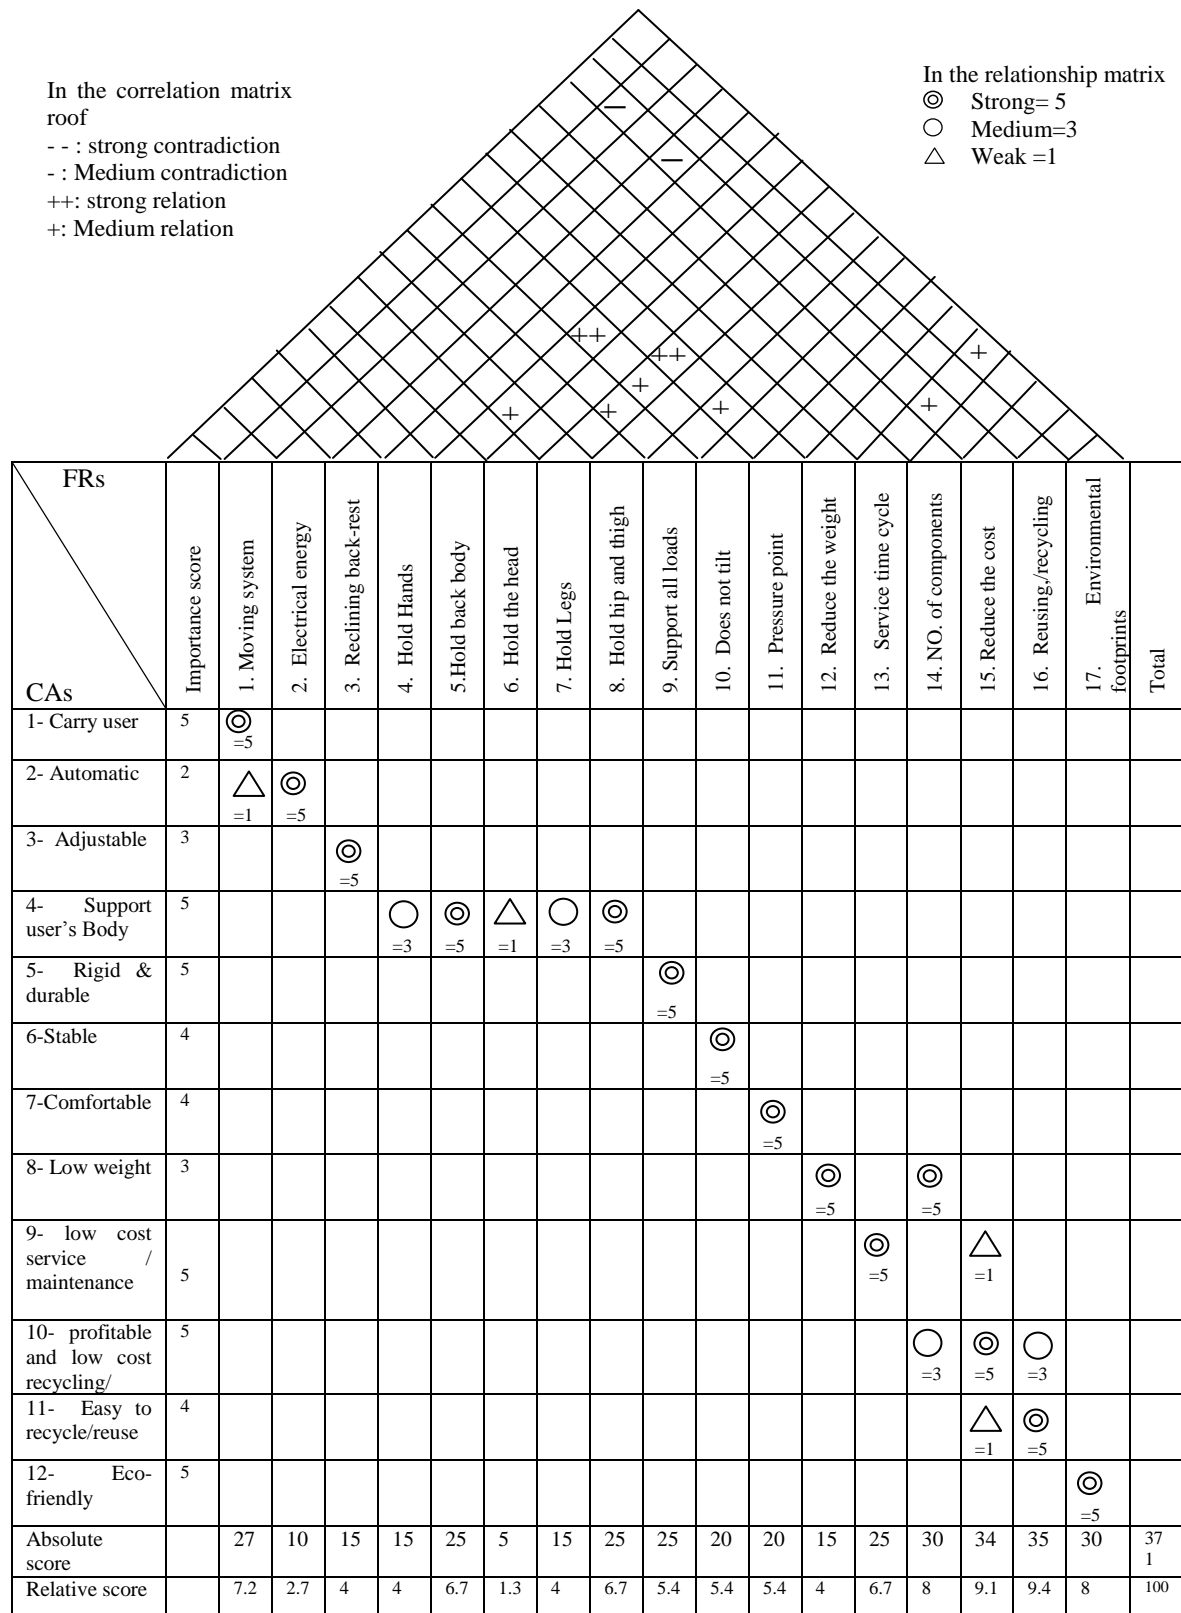 In the correlation matrix
roof
- - : strong contradiction
- : Medium contradiction
++: strong relation
+: Medium relation
In the relationship matrix
◎ Strong= 5
○ Medium=3
△ Weak =1
−
−
++
++
+
+
+
+
+
+
+
FRs
CAs
Importance score
1. Moving system
2. Electrical energy
3. Reclining back-rest
4. Hold Hands
5.Hold back body
6. Hold the head
7. Hold Legs
8. Hold hip and thigh
9. Support all loads
10. Does not tilt
11. Pressure point
12. Reduce the weight
13. Service time cycle
14. NO. of components
15. Reduce the cost
16. Reusing,/recycling
17. Environmental
footprints
Total
1- Carry user 5 ◎
=5
2- Automatic 2 △ ◎
=1 =5
3- Adjustable 3 ◎
=5
4- Support 5 ○ ◎ △ ○ ◎
user's Body
=3 =5 =1 =3 =5
5- Rigid & 5 ◎
durable
=5
6-Stable 4 ◎
=5
7-Comfortable 4 ◎
=5
8- Low weight 3 ◎ ◎
=5 =5
9- low cost
service / ◎ △
maintenance 5 =5 =1
10- profitable 5 ○ ◎ ○
and low cost
recycling/ =3 =5 =3
11- Easy to 4 △ ◎
recycle/reuse
=1 =5
12- Eco- 5 ◎
friendly
=5
Absolute 27 10 15 15 25 5 15 25 25 20 20 15 25 30 34 35 30 37
score 1
Relative score 7.2 2.7 4 4 6.7 1.3 4 6.7 5.4 5.4 5.4 4 6.7 8 9.1 9.4 8 100